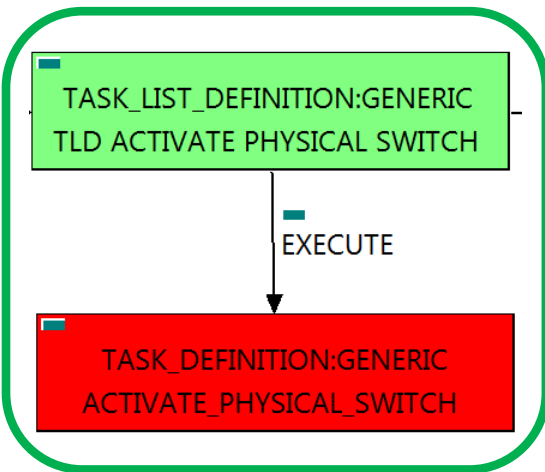 TASK_LIST_DEFINITION:GENERIC
TLD ACTIVATE PHYSICAL SWITCH
EXECUTE
TASK_DEFINITION:GENERIC
ACTIVATE_PHYSICAL_SWITCH